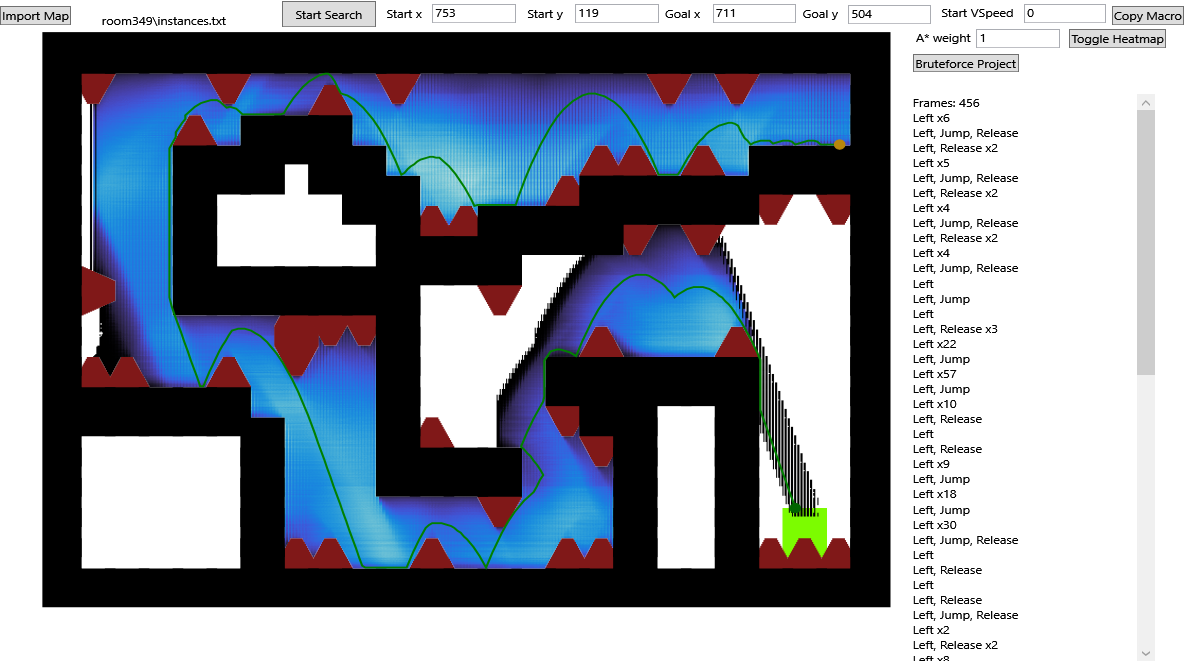 Import Map
room349\instances.txt
Start Search
Start x 753
Start y 119
Goal x 711
Goal y 504
Start VSpeed 0
Copy Macro
A* weight 1
Toggle Heatmap
Bruteforce Project
Frames: 456
Left x6
Left, Jump, Release
Left, Release x2
Left x5
Left, Jump, Release
Left, Release x2
Left x4
Left, Jump, Release
Left, Release x2
Left x4
Left, Jump, Release
Left
Left, Jump
Left
Left, Release x3
Left x22
Left, Jump
Left x57
Left, Jump
Left x10
Left, Release
Left
Left, Release
Left x9
Left, Jump
Left x18
Left, Jump
Left x30
Left, Jump, Release
Left
Left, Release
Left
Left, Release
Left, Jump, Release
Left x2
Left, Release x2
Left x8